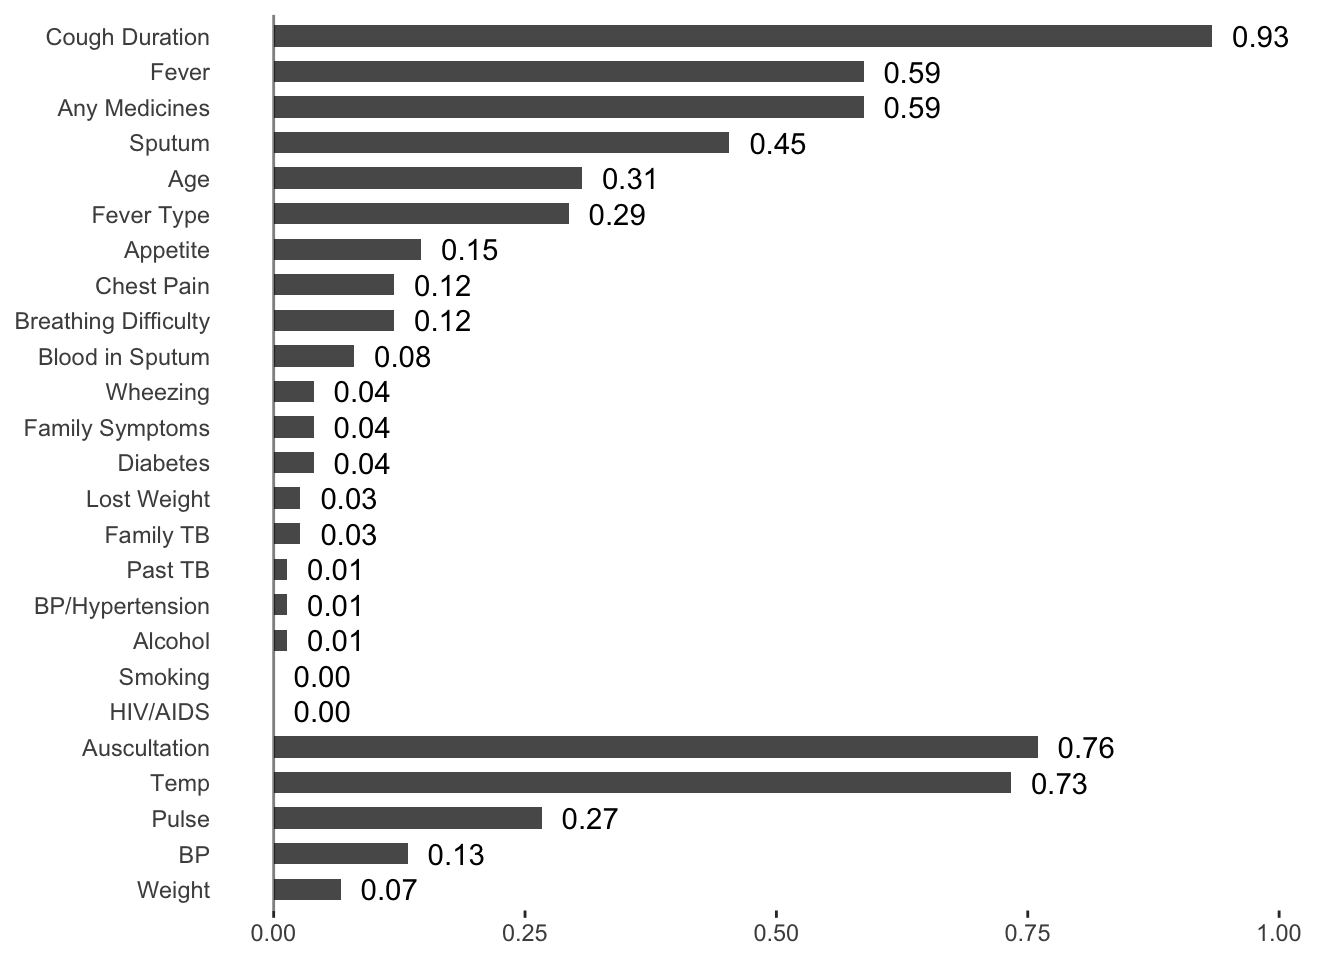 Cough Duration 0.93
Fever 0.59
Any Medicines 0.59
Sputum 0.45
Age 0.31
Fever Type 0.29
Appetite 0.15
Chest Pain 0.12
Breathing Difficulty 0.12
Blood in Sputum 0.08
Wheezing 0.04
Family Symptoms 0.04
Diabetes 0.04
Lost Weight 0.03
Family TB 0.03
Past TB 0.01
BP/Hypertension 0.01
Alcohol 0.01
Smoking 0.00
HIV/AIDS 0.00
Auscultation 0.76
Temp 0.73
Pulse 0.27
BP 0.13
Weight 0.07
0.00 0.25 0.50 0.75 1.00